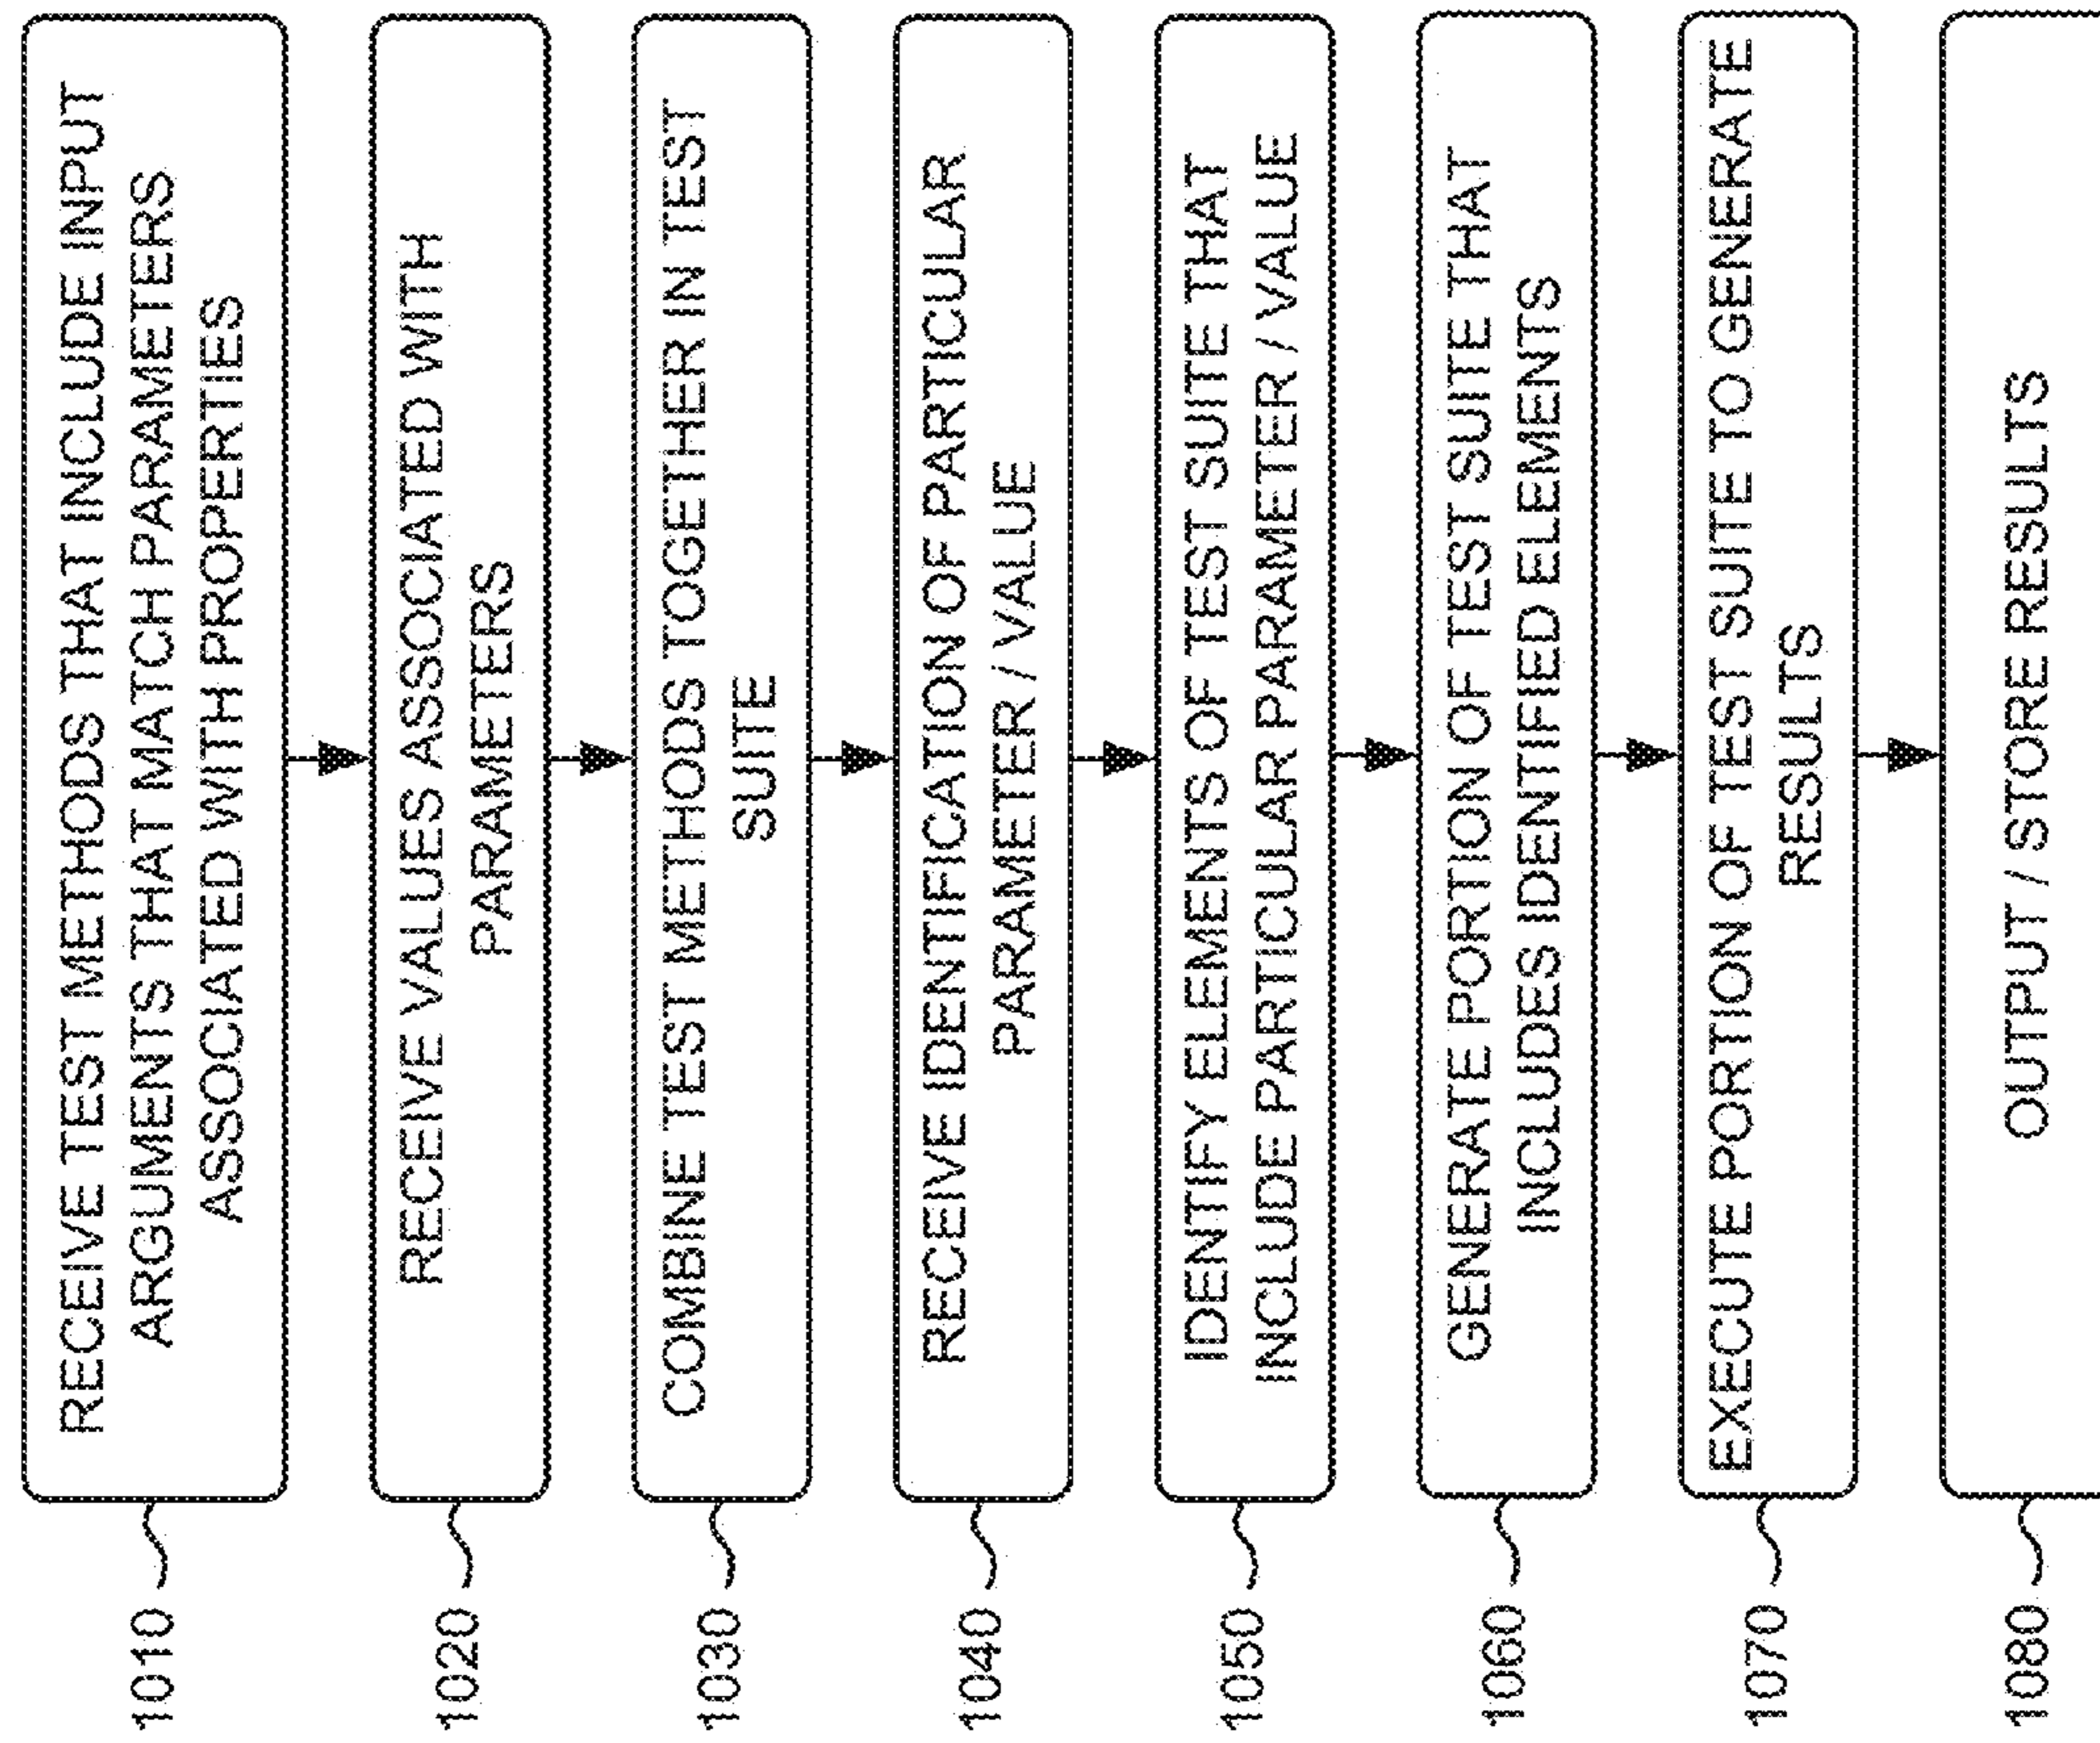 1010
RECEIVE TEST METHODS THAT INCLUDE INPUT
ARGUMENTS THAT MATCH PARAMETERS
ASSOCIATED WITH PROPERTIES
1020
RECEIVE VALUES ASSOCIATED WITH
PARAMETERS
1030
COMBINE TEST METHODS TOGETHER IN TEST
SUITE
1040
RECEIVE IDENTIFICATION OF PARTICULAR
PARAMETER / VALUE
1050
IDENTIFY ELEMENTS OF TEST SUITE THAT
INCLUDE PARTICULAR PARAMETER / VALUE
1060
GENERATE PORTION OF TEST SUITE THAT
INCLUDES IDENTIFIED ELEMENTS
1070
EXECUTE PORTION OF TEST SUITE TO GENERATE
RESULTS
1080
OUTPUT / STORE RESULTS